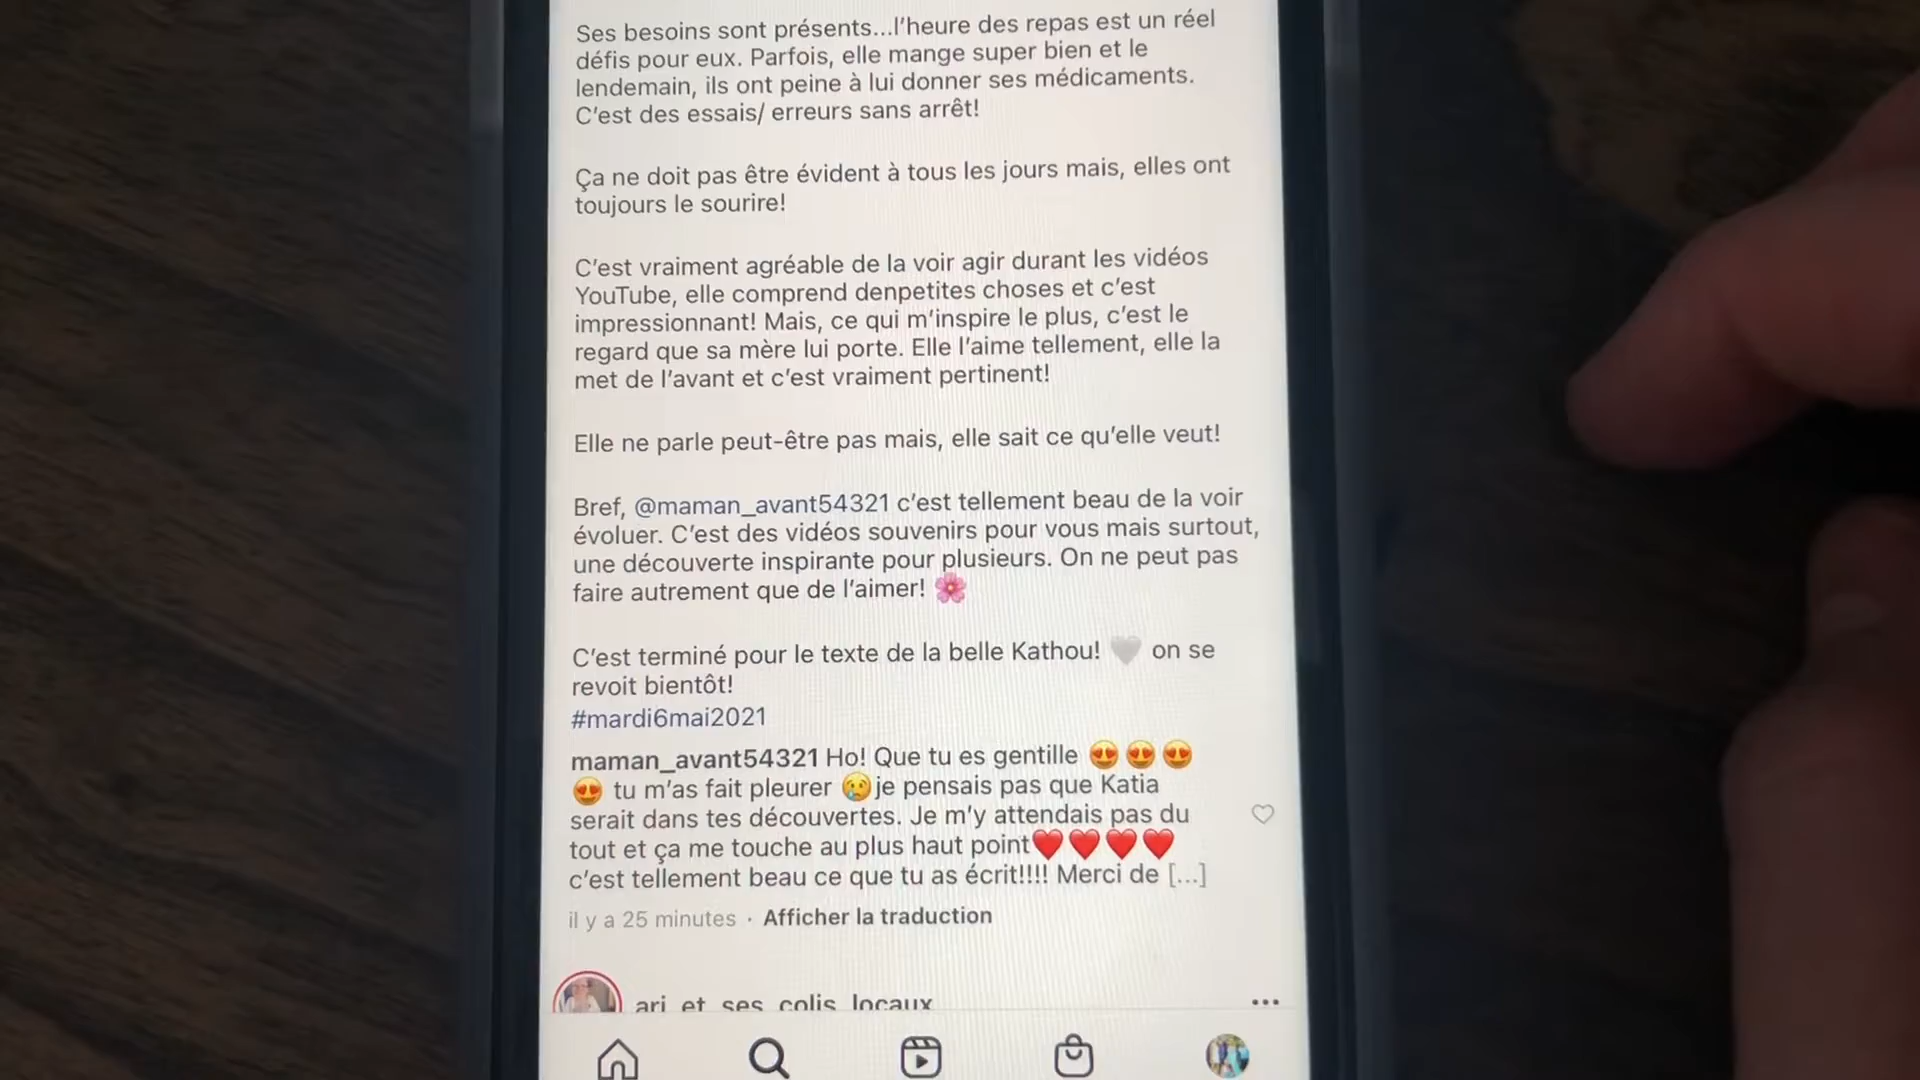 Ses besoins sont présents...l'heure des repas est un réel
défis pour eux. Parfois, elle mange super bien et le
lendemain, ils ont peine à lui donner ses médicaments.
C'est des essais/ erreurs sans arrêt!
Ça ne doit pas être évident à tous les jours mais, elles ont
toujours le sourire!
C'est vraiment agréable de la voir agir durant les vidéos
YouTube, elle comprend denpetites choses et c'est
impressionnant! Mais, ce qui m'inspire le plus, c'est le
regard que sa mère lui porte. Elle l'aime tellement, elle la
met de l'avant et c'est vraiment pertinent!
Elle ne parle peut-être pas mais, elle sait ce qu'elle veut!
Bref, @maman_avant54321 c'est tellement beau de la voir
évoluer. C'est des vidéos souvenirs pour vous mais surtout,
une découverte inspirante pour plusieurs. On ne peut pas
faire autrement que de l'aimer! 🌸
C'est terminé pour le texte de la belle Kathou! 🤍 on se
revoit bientôt!
#mardi6mai2021
maman_avant54321 Ho! Que tu es gentille 😍😍😍
😍 tu m'as fait pleurer 😢je pensais pas que Katia
serait dans tes découvertes. Je m'y attendais pas du
tout et ça me touche au plus haut point❤️❤️❤️❤️
c'est tellement beau ce que tu as écrit!!!! Merci de [...]
il y a 25 minutes · Afficher la traduction
ari_et_ses_colis_locaux